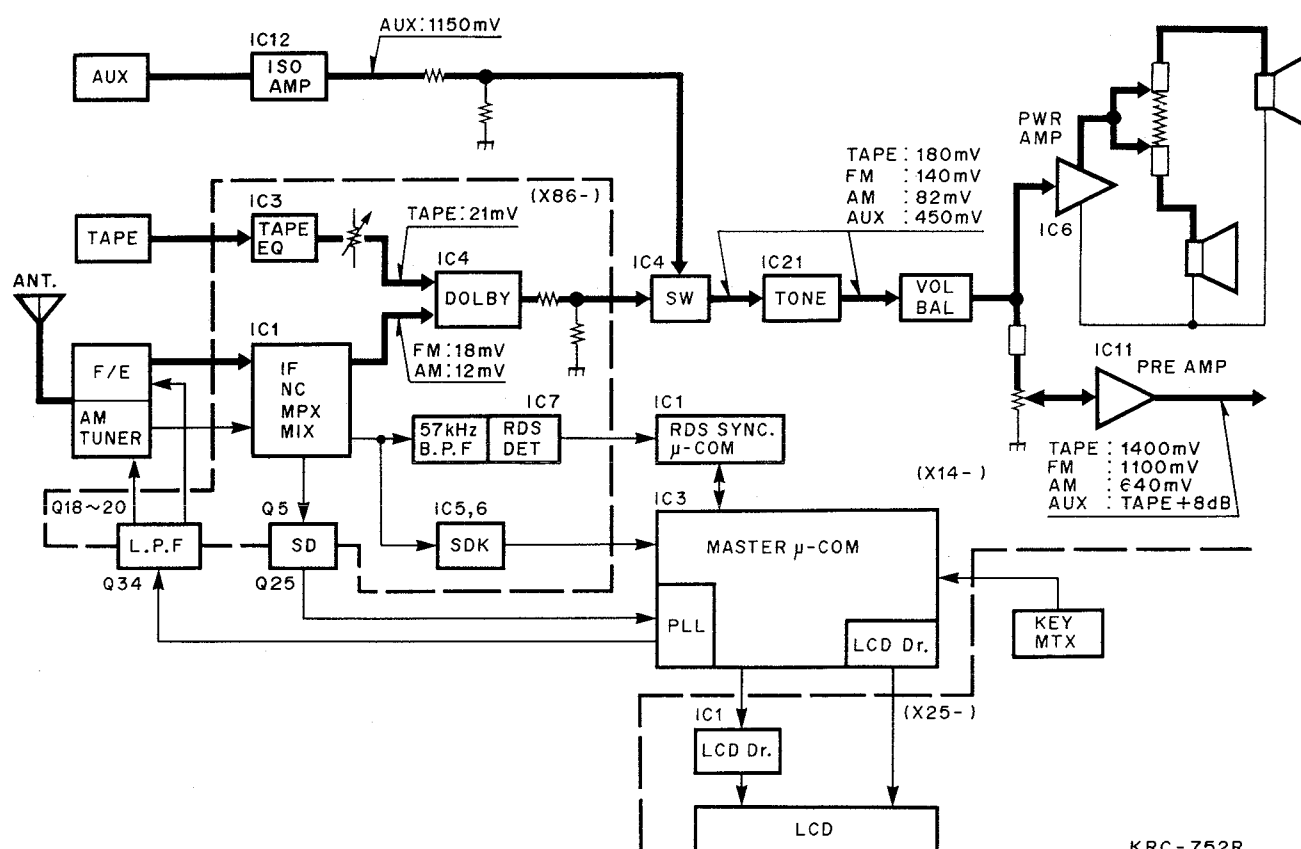 AUX:1150mV
IC12
AUX
ISO
AMP
PWR
AMP
TAPE : 180mV
FM : 140mV
AM : 82mV
AUX : 450mV
(X86-)
IC3
TAPE:21mV
TAPE
TAPE
EQ
IC6
IC4
IC4
IC21
ANT.
DOLBY
SW
TONE
VOL
BAL
IC1
F/E
IF
NC
MPX
MIX
FM:18mV
AM:12mV
IC11
PRE AMP
AM
TUNER
IC7
IC1
57kHz
B.P.F
RDS
DET
RDS SYNC.
μ-COM
(X14-)
TAPE : 1400mV
FM : 1100mV
AM : 640mV
AUX : TAPE+8dB
Q18~20
Q5
IC5,6
IC3
L.P.F
SD
SDK
MASTER μ-COM
Q34
Q25
PLL
LCD Dr.
KEY
MTX
IC1
(X25-)
LCD Dr.
LCD
KRC-752R